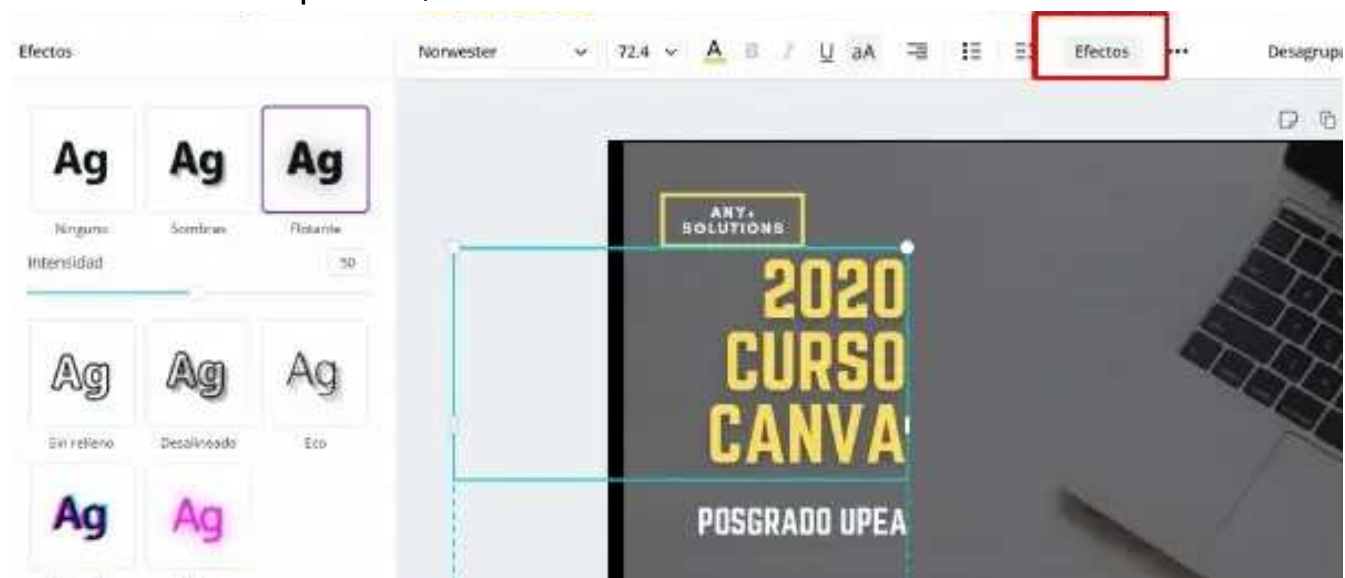 Efectos
Norwester 72.4 A B I U aA Efectos ••• Desagrupa
Ag Ag Ag
Ninguno Sombras Flotante
Intensidad 50
Ag Ag Ag
Sin relleno Desalineado Eco
Ag Ag
ANY.
SOLUTIONS
2020
CURSO
CANVA
POSGRADO UPEA